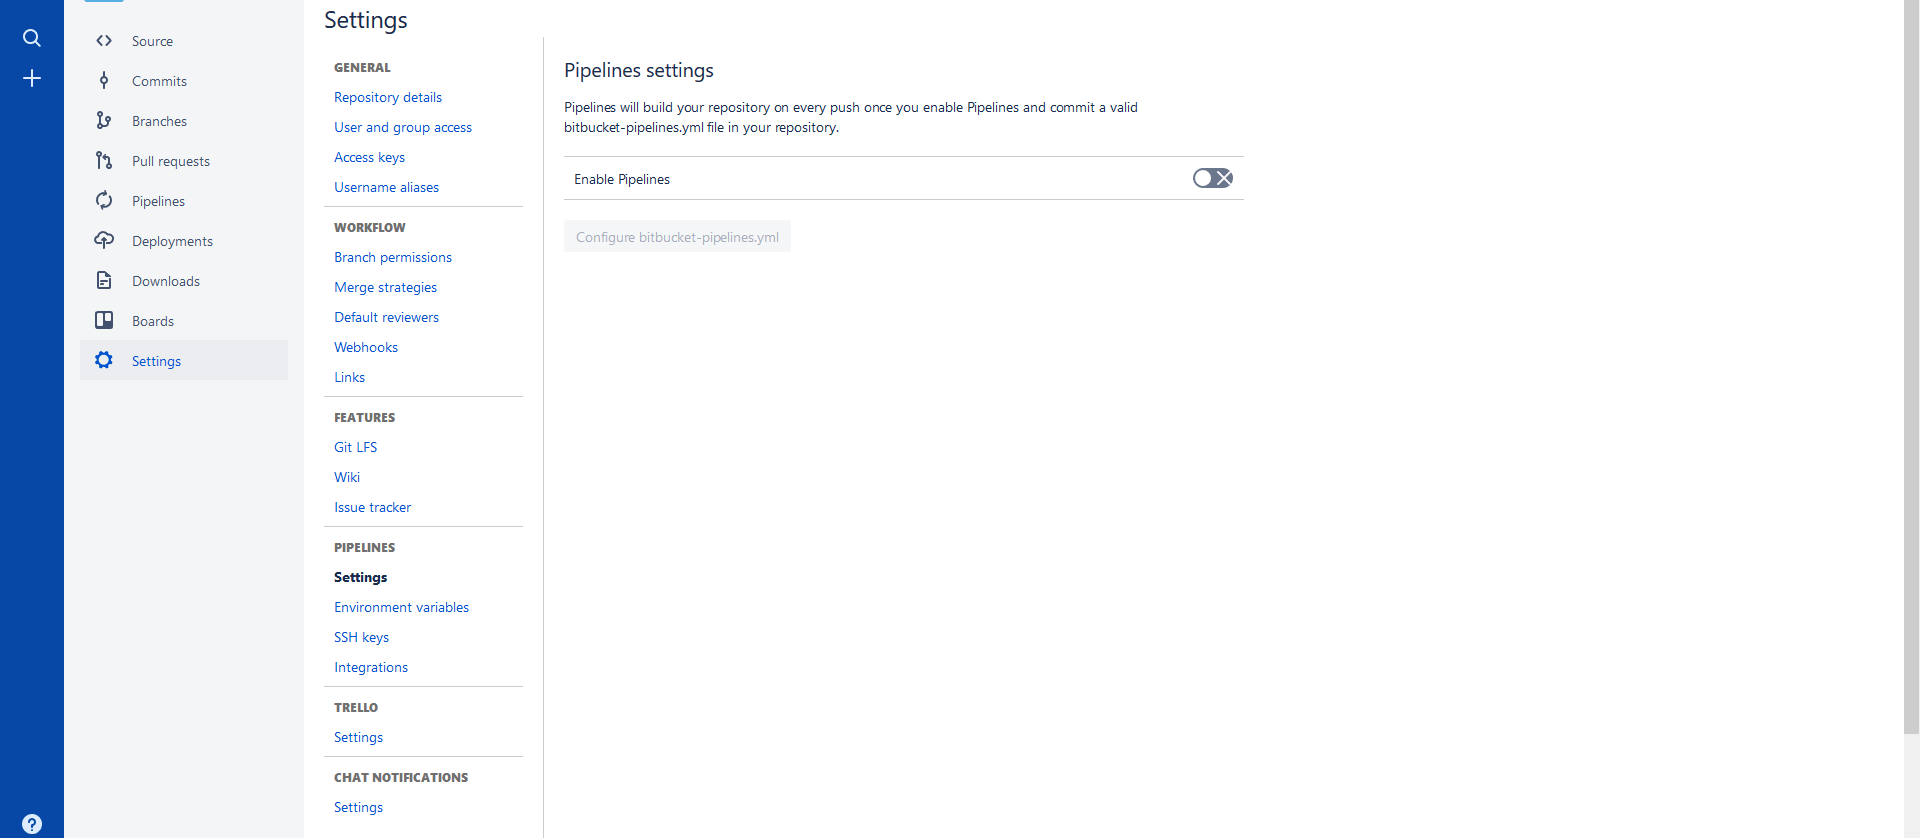 Source
Commits
Branches
Pull requests
Pipelines
Deployments
Downloads
Boards
Settings
Settings
GENERAL
Repository details
User and group access
Access keys
Username aliases
WORKFLOW
Branch permissions
Merge strategies
Default reviewers
Webhooks
Links
FEATURES
Git LFS
Wiki
Issue tracker
PIPELINES
Settings
Environment variables
SSH keys
Integrations
TRELLO
Settings
CHAT NOTIFICATIONS
Settings
Pipelines settings
Pipelines will build your repository on every push once you enable Pipelines and commit a valid
bitbucket-pipelines.yml file in your repository.
Enable Pipelines
Configure bitbucket-pipelines.yml